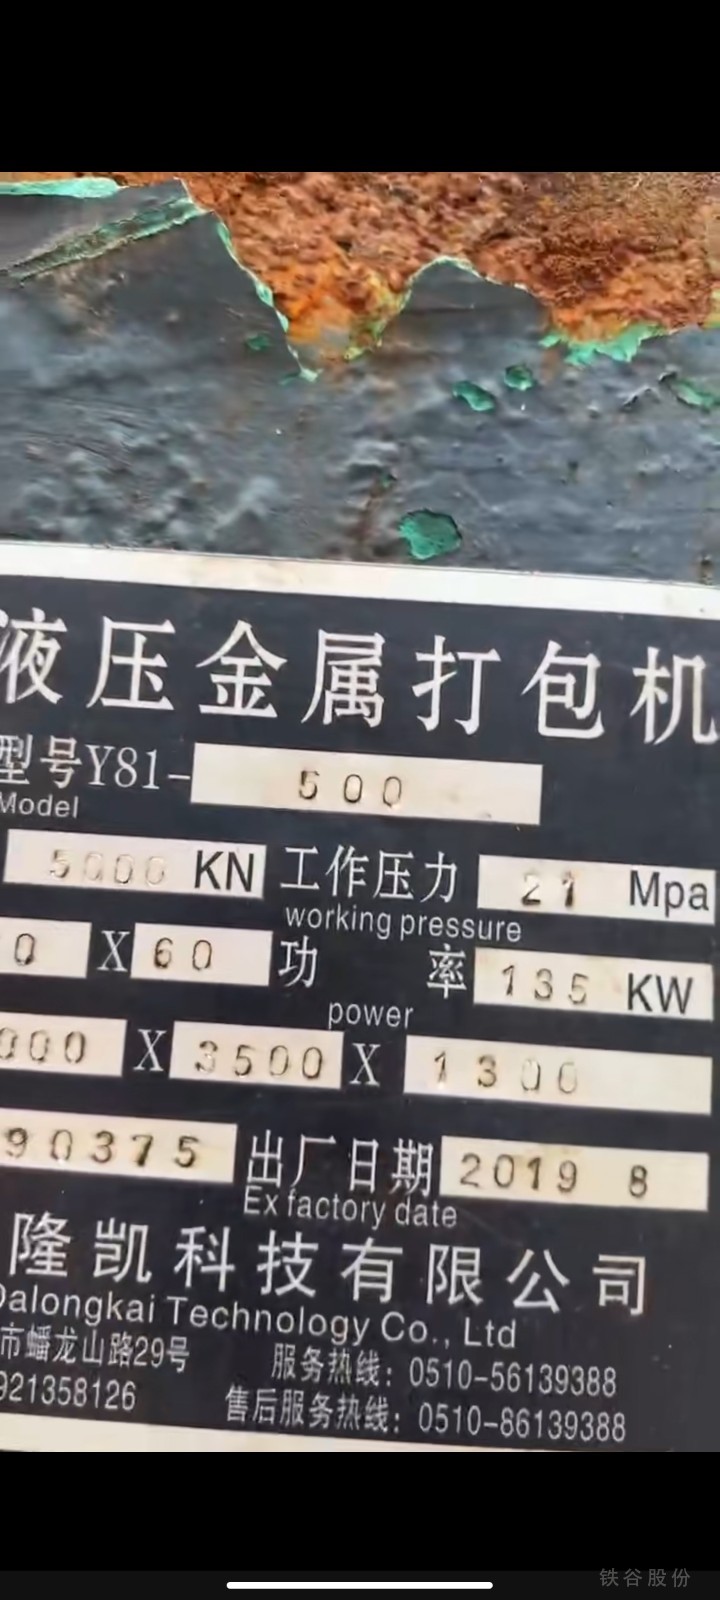 液压金属打包机
型号Y81-500
Model
5000 KN 工作压力 21 Mpa
working pressure
0 X 60 功 率 135 KW
power
000 X 3500 X 1300
90375 出厂日期 2019 8
Ex factory date
隆凯科技有限公司
Dalongkai Technology Co., Ltd
市蟠龙山路29号 服务热线：0510-56139388
921358126 售后服务热线：0510-86139388
铁谷股份